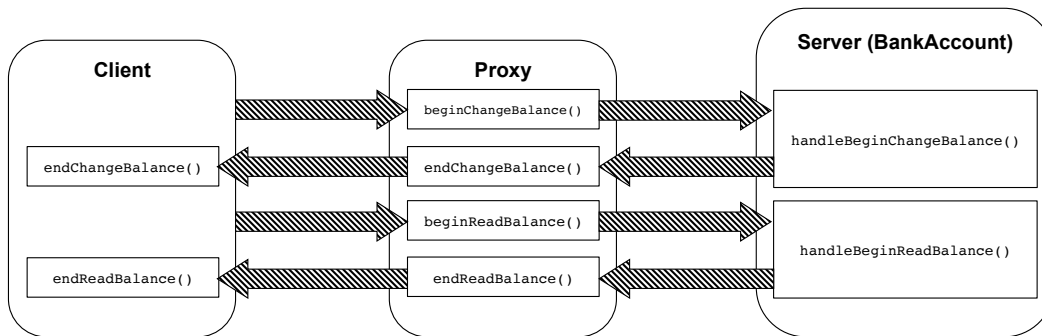 Client
Proxy
Server (BankAccount)
beginChangeBalance()
handleBeginChangeBalance()
endChangeBalance()
endChangeBalance()
beginReadBalance()
handleBeginReadBalance()
endReadBalance()
endReadBalance()